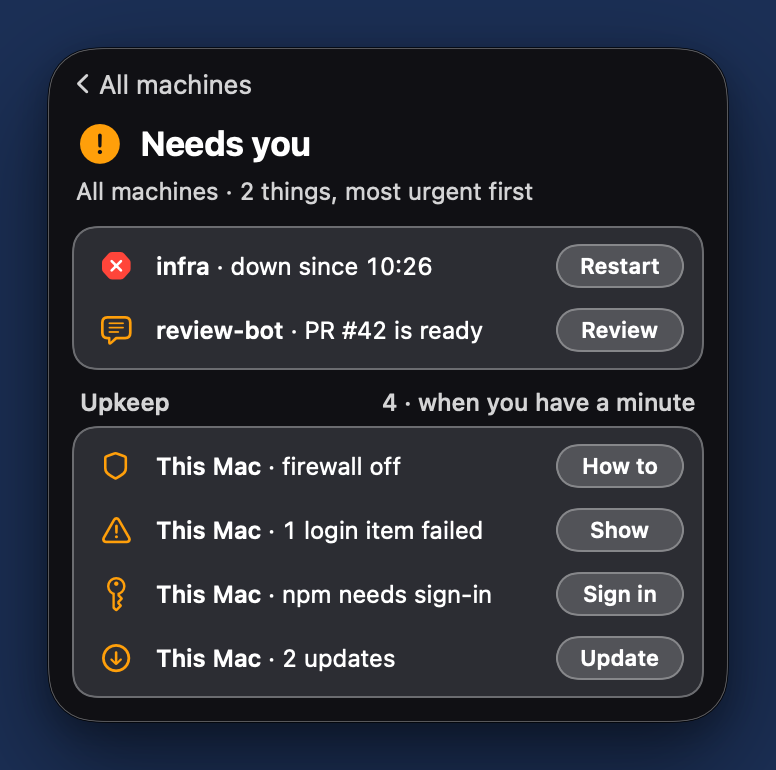 All machines
Needs you
All machines · 2 things, most urgent first
infra · down since 10:26 Restart
review-bot · PR #42 is ready Review
Upkeep 4 · when you have a minute
This Mac · firewall off How to
This Mac · 1 login item failed Show
This Mac · npm needs sign-in Sign in
This Mac · 2 updates Update